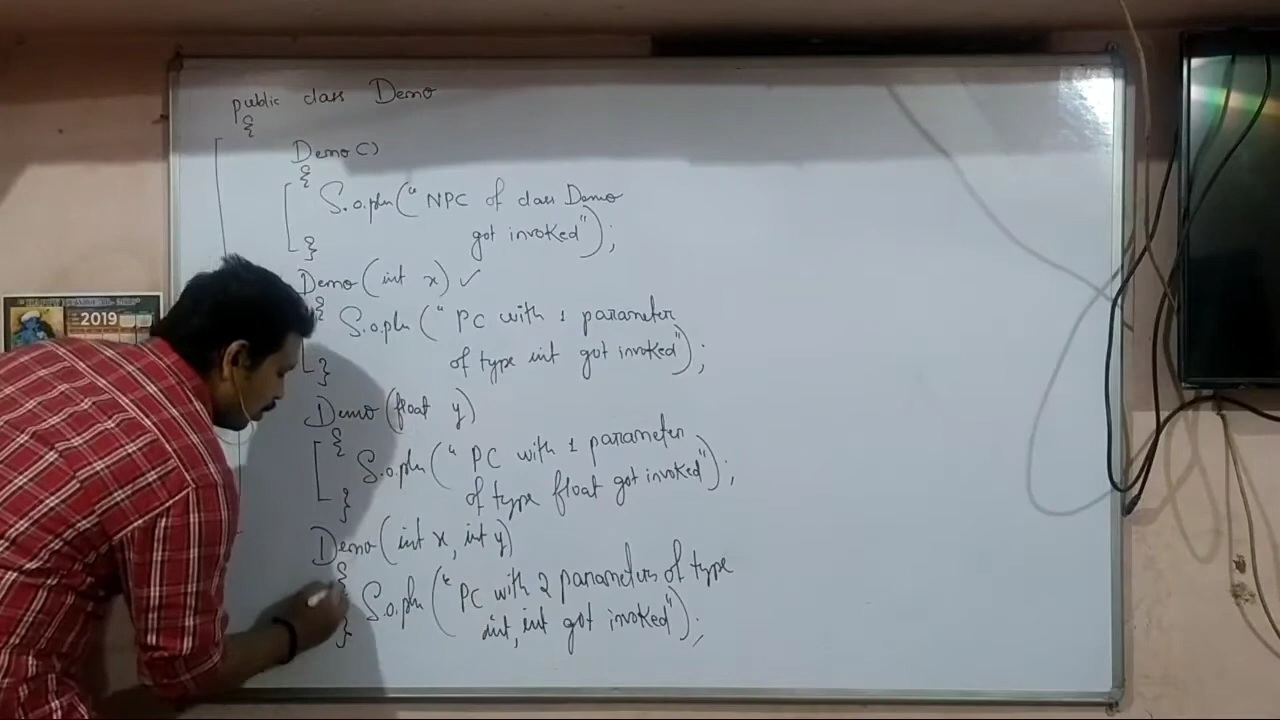 public class Demo
{
Demo()
{
S.o.pln("NPC of class Demo
got invoked");
}
Demo(int x) ✓
{
S.o.pln("PC with 1 parameter
of type int got invoked");
}
Demo(float y)
{
S.o.pln("PC with 1 parameter
of type float got invoked");
}
Demo(int x, int y)
{
S.o.pln("PC with 2 parameters of type
int, int got invoked");
}
2019